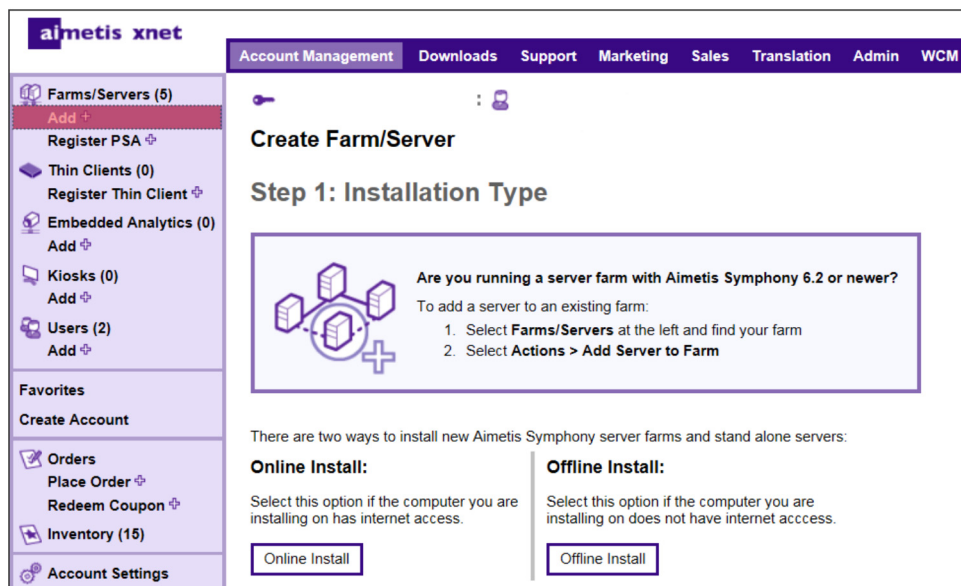 aimetis xnet
Account Management Downloads Support Marketing Sales Translation Admin WCM
Farms/Servers (5)
Add
Register PSA
Thin Clients (0)
Register Thin Client
Embedded Analytics (0)
Add
Kiosks (0)
Add
Users (2)
Add
Favorites
Create Account
Orders
Place Order
Redeem Coupon
Inventory (15)
Account Settings
:
Create Farm/Server
Step 1: Installation Type
Are you running a server farm with Aimetis Symphony 6.2 or newer?
To add a server to an existing farm:
1. Select Farms/Servers at the left and find your farm
2. Select Actions > Add Server to Farm
There are two ways to install new Aimetis Symphony server farms and stand alone servers:
Online Install:
Select this option if the computer you are
installing on has internet access.
Online Install
Offline Install:
Select this option if the computer you are
installing on does not have internet acccess.
Offline Install